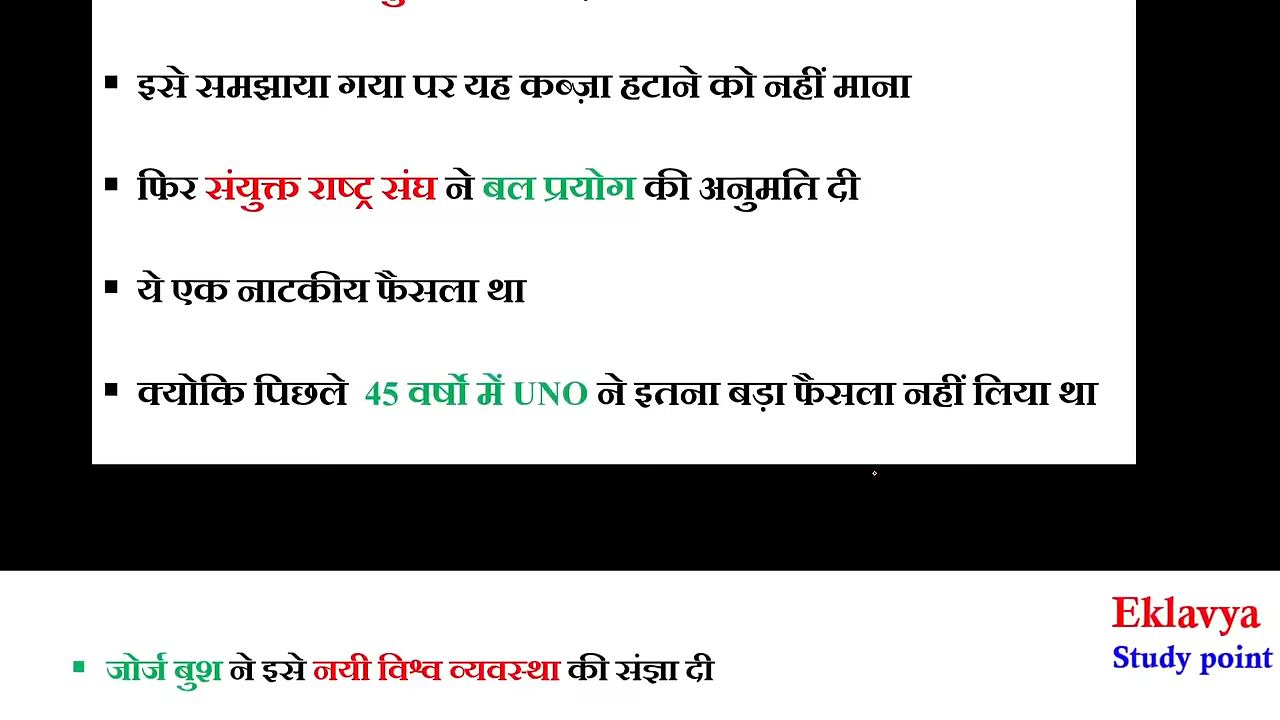 ▪ इसे समझाया गया पर यह कब्ज़ा हटाने को नहीं माना
▪ फिर संयुक्त राष्ट्र संघ ने बल प्रयोग की अनुमति दी
▪ ये एक नाटकीय फैसला था
▪ क्योकि पिछले 45 वर्षो में UNO ने इतना बड़ा फैसला नहीं लिया था
Eklavya
Study point
▪ जोर्ज बुश ने इसे नयी विश्व व्यवस्था की संज्ञा दी